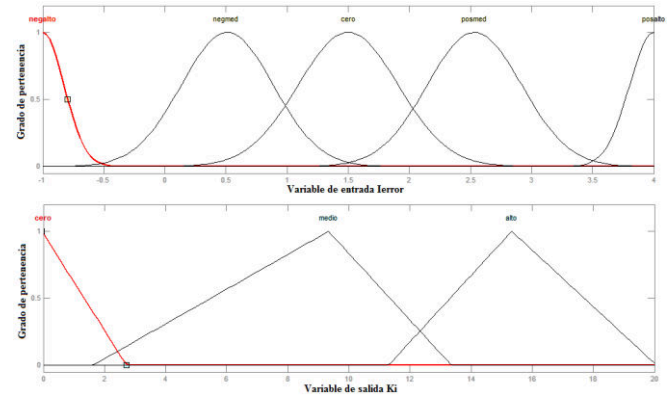 negalto negmed cero posmed posalto
1
0.5
0
Grado de pertenencia
-1 -0.5 0 0.5 1 1.5 2 2.5 3 3.5 4
Variable de entrada Ierror
cero medio alto
1
0.5
0
Grado de pertenencia
0 2 4 6 8 10 12 14 16 18 20
Variable de salida Ki